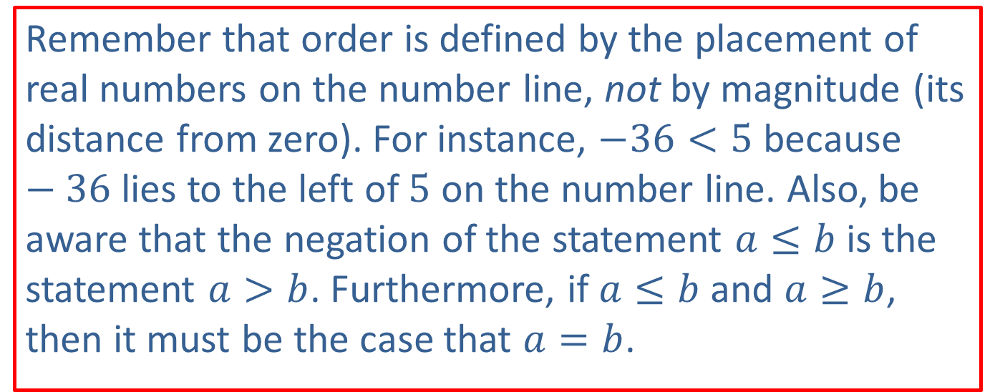 Remember that order is defined by the placement of
real numbers on the number line, not by magnitude (its
distance from zero). For instance, −36 < 5 because
− 36 lies to the left of 5 on the number line. Also, be
aware that the negation of the statement a ≤ b is the
statement a > b. Furthermore, if a ≤ b and a ≥ b,
then it must be the case that a = b.